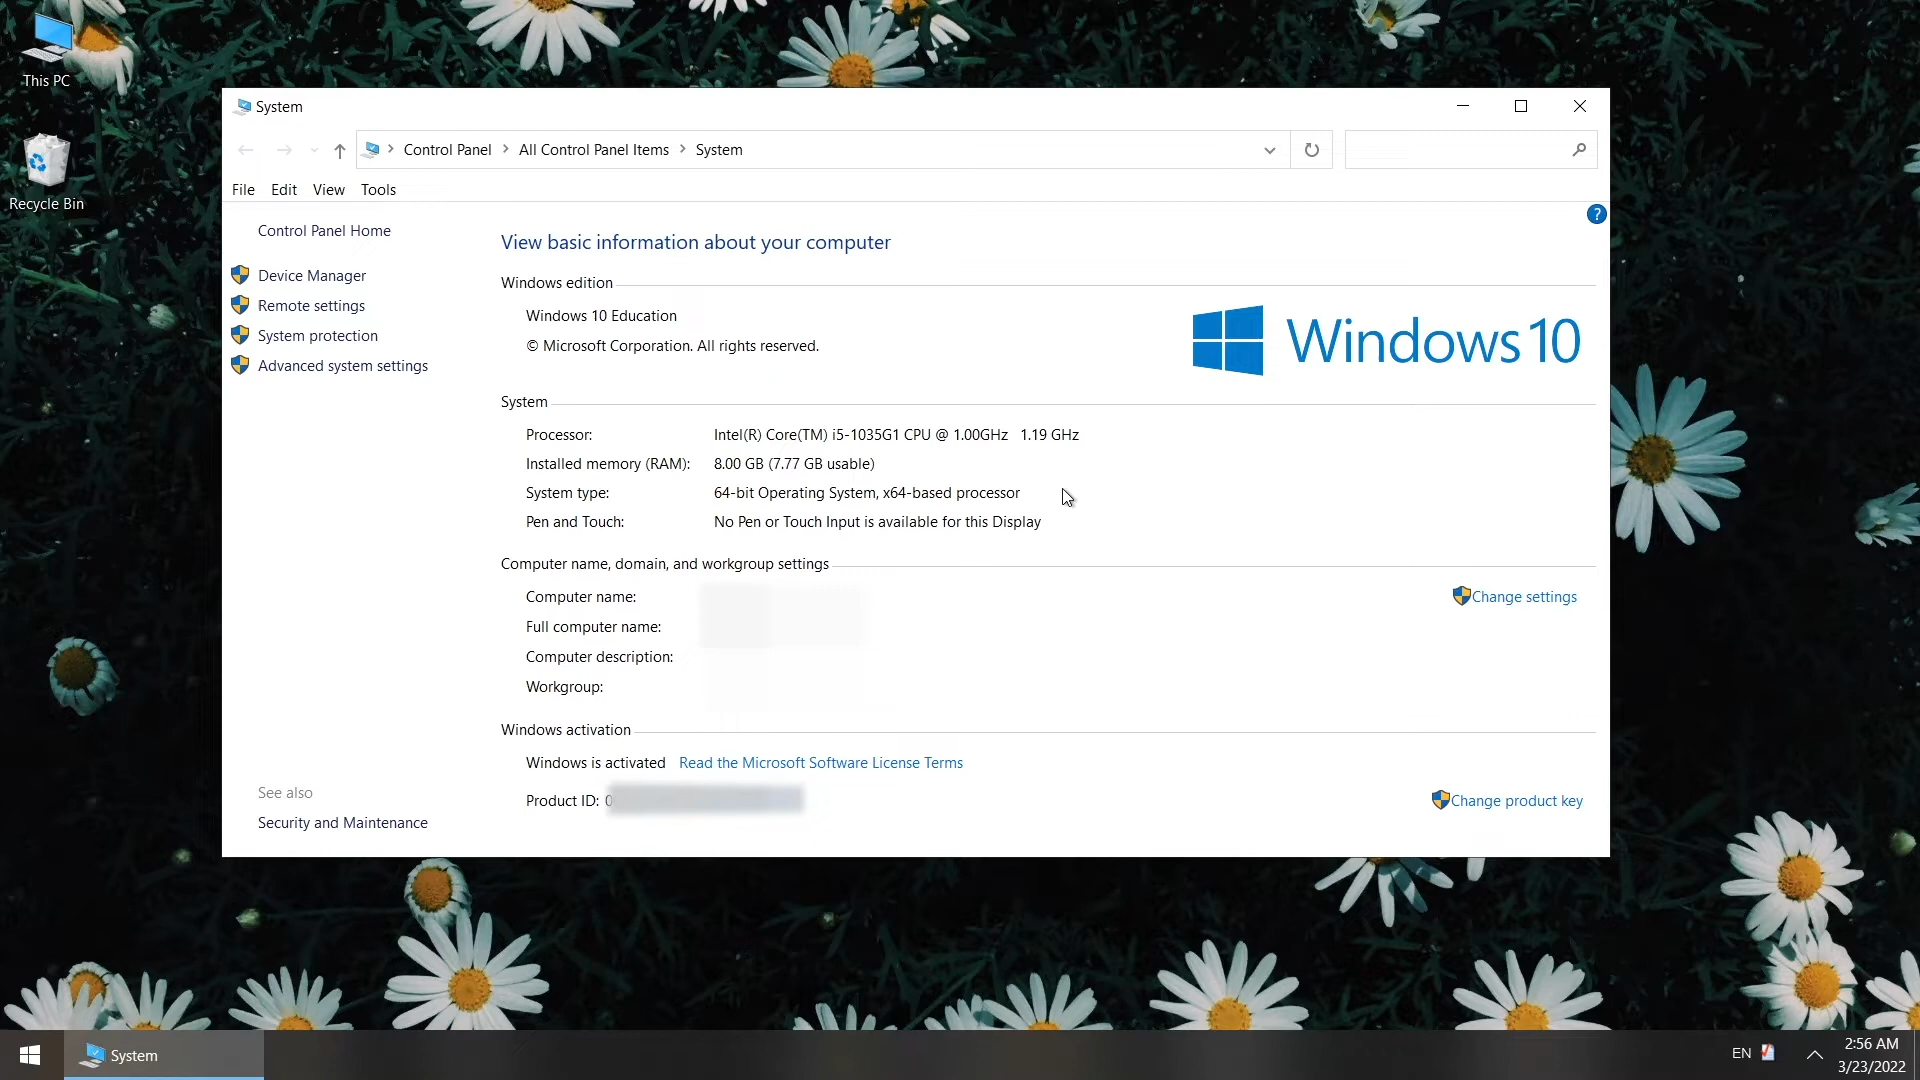 This PC
Recycle Bin
System
Control Panel > All Control Panel Items > System
File Edit View Tools
?
Control Panel Home
Device Manager
Remote settings
System protection
Advanced system settings
See also
Security and Maintenance
View basic information about your computer
Windows edition
Windows 10 Education
© Microsoft Corporation. All rights reserved.
Windows 10
System
Processor: Intel(R) Core(TM) i5-1035G1 CPU @ 1.00GHz 1.19 GHz
Installed memory (RAM): 8.00 GB (7.77 GB usable)
System type: 64-bit Operating System, x64-based processor
Pen and Touch: No Pen or Touch Input is available for this Display
Computer name, domain, and workgroup settings
Computer name:
Change settings
Full computer name:
Computer description:
Workgroup:
Windows activation
Windows is activated Read the Microsoft Software License Terms
Product ID: 0
Change product key
System
EN
2:56 AM
3/23/2022